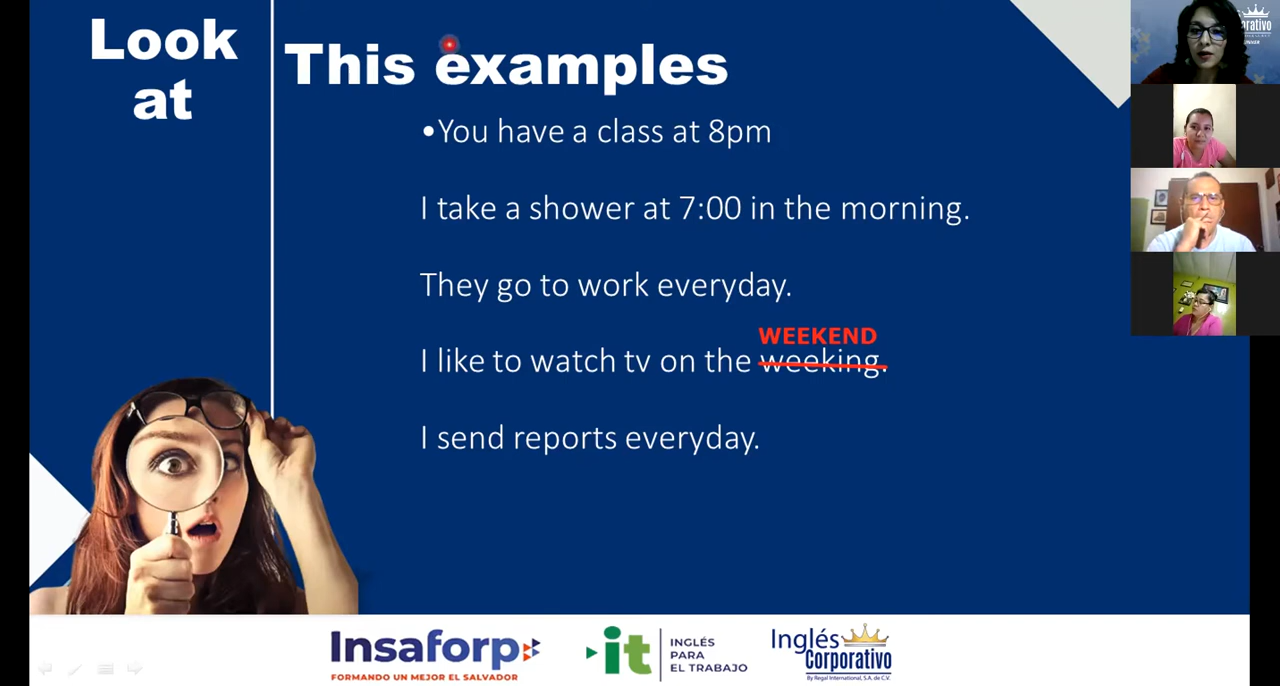 Look
at
This examples
•You have a class at 8pm
I take a shower at 7:00 in the morning.
They go to work everyday.
WEEKEND
I like to watch tv on the weeking.
I send reports everyday.
Insaforp
FORMANDO UN MEJOR EL SALVADOR
it
INGLÉS
PARA
EL TRABAJO
Inglés
Corporativo
By Regal International, S.A. de C.V.